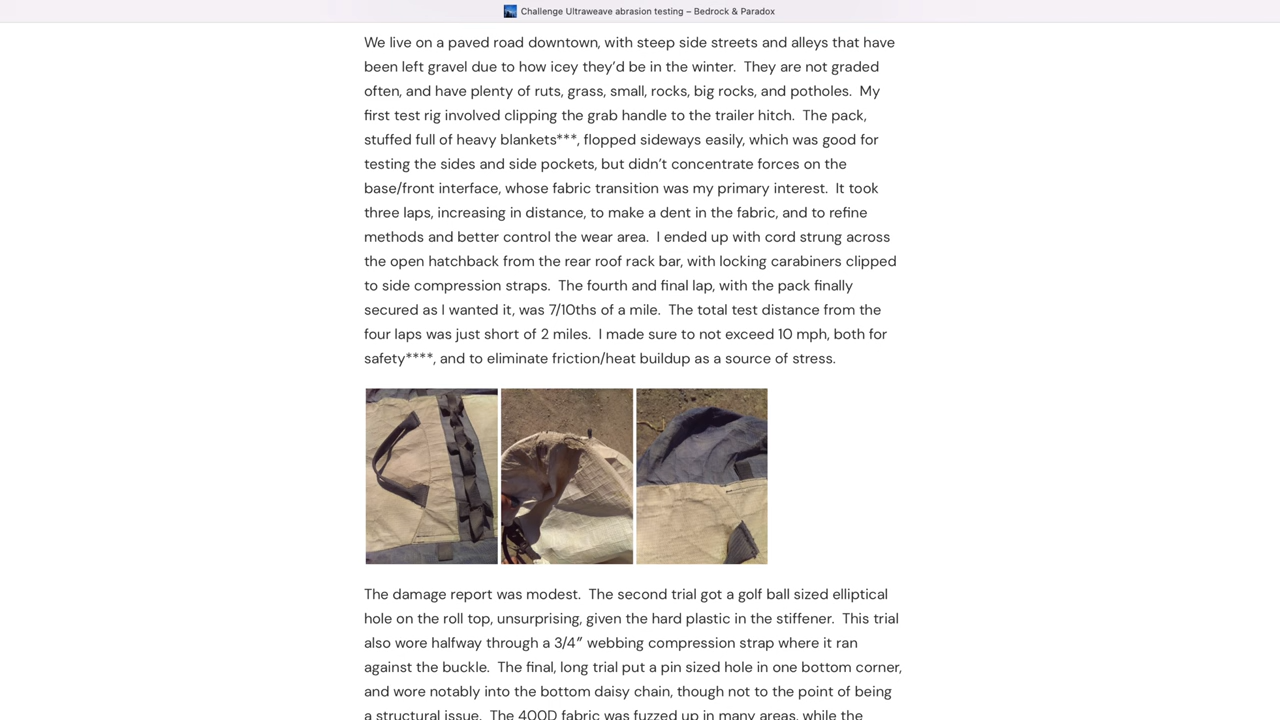 Challenge Ultraweave abrasion testing – Bedrock & Paradox
We live on a paved road downtown, with steep side streets and alleys that have
been left gravel due to how icey they’d be in the winter.  They are not graded
often, and have plenty of ruts, grass, small, rocks, big rocks, and potholes.  My
first test rig involved clipping the grab handle to the trailer hitch.  The pack,
stuffed full of heavy blankets***, flopped sideways easily, which was good for
testing the sides and side pockets, but didn’t concentrate forces on the
base/front interface, whose fabric transition was my primary interest.  It took
three laps, increasing in distance, to make a dent in the fabric, and to refine
methods and better control the wear area.  I ended up with cord strung across
the open hatchback from the rear roof rack bar, with locking carabiners clipped
to side compression straps.  The fourth and final lap, with the pack finally
secured as I wanted it, was 7/10ths of a mile.  The total test distance from the
four laps was just short of 2 miles.  I made sure to not exceed 10 mph, both for
safety****, and to eliminate friction/heat buildup as a source of stress.
The damage report was modest.  The second trial got a golf ball sized elliptical
hole on the roll top, unsurprising, given the hard plastic in the stiffener.  This trial
also wore halfway through a 3/4″ webbing compression strap where it ran
against the buckle.  The final, long trial put a pin sized hole in one bottom corner,
and wore notably into the bottom daisy chain, though not to the point of being
a structural issue.  The 400D fabric was fuzzed up in many areas, while the